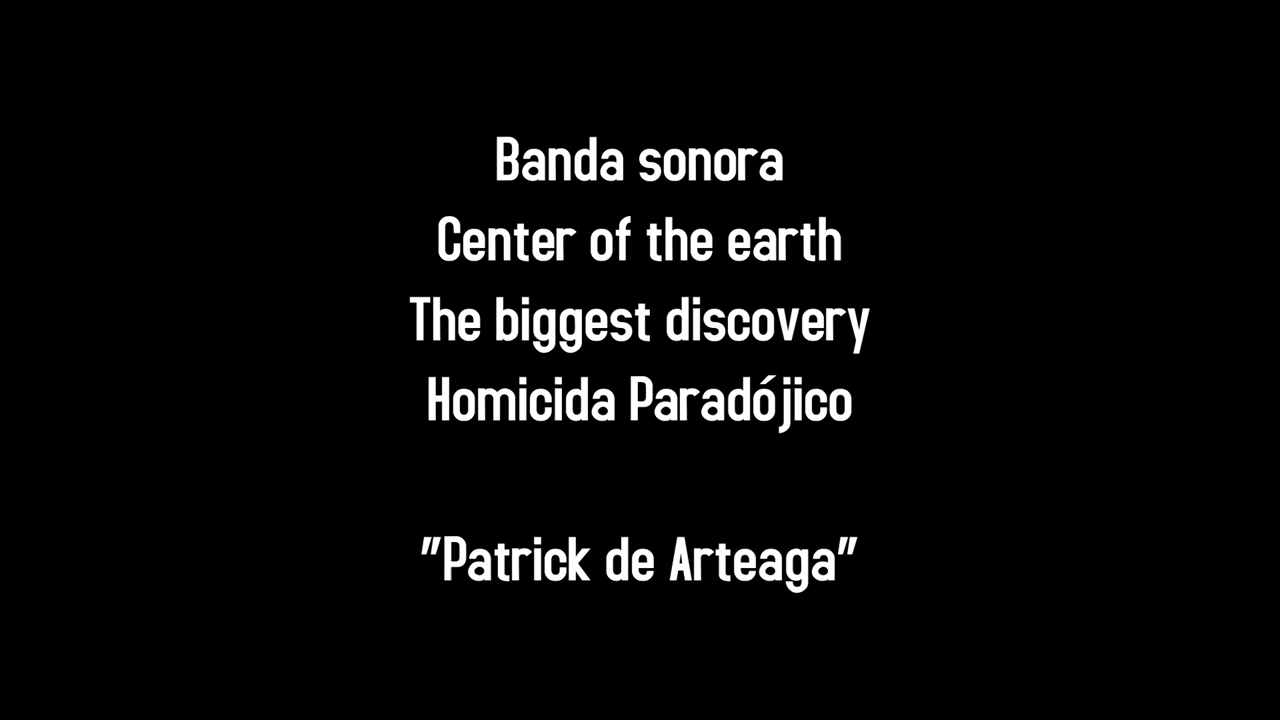 Banda sonora
Center of the earth
The biggest discovery
Homicida Paradójico
"Patrick de Arteaga"